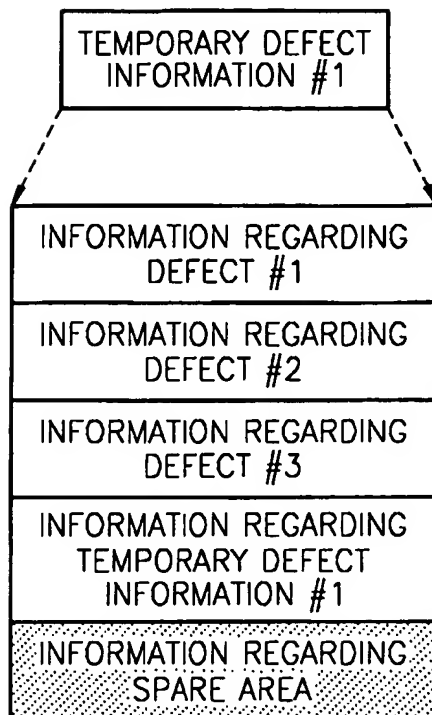 TEMPORARY DEFECT
INFORMATION #1
INFORMATION REGARDING
DEFECT #1
INFORMATION REGARDING
DEFECT #2
INFORMATION REGARDING
DEFECT #3
INFORMATION REGARDING
TEMPORARY DEFECT
INFORMATION #1
INFORMATION REGARDING
SPARE AREA